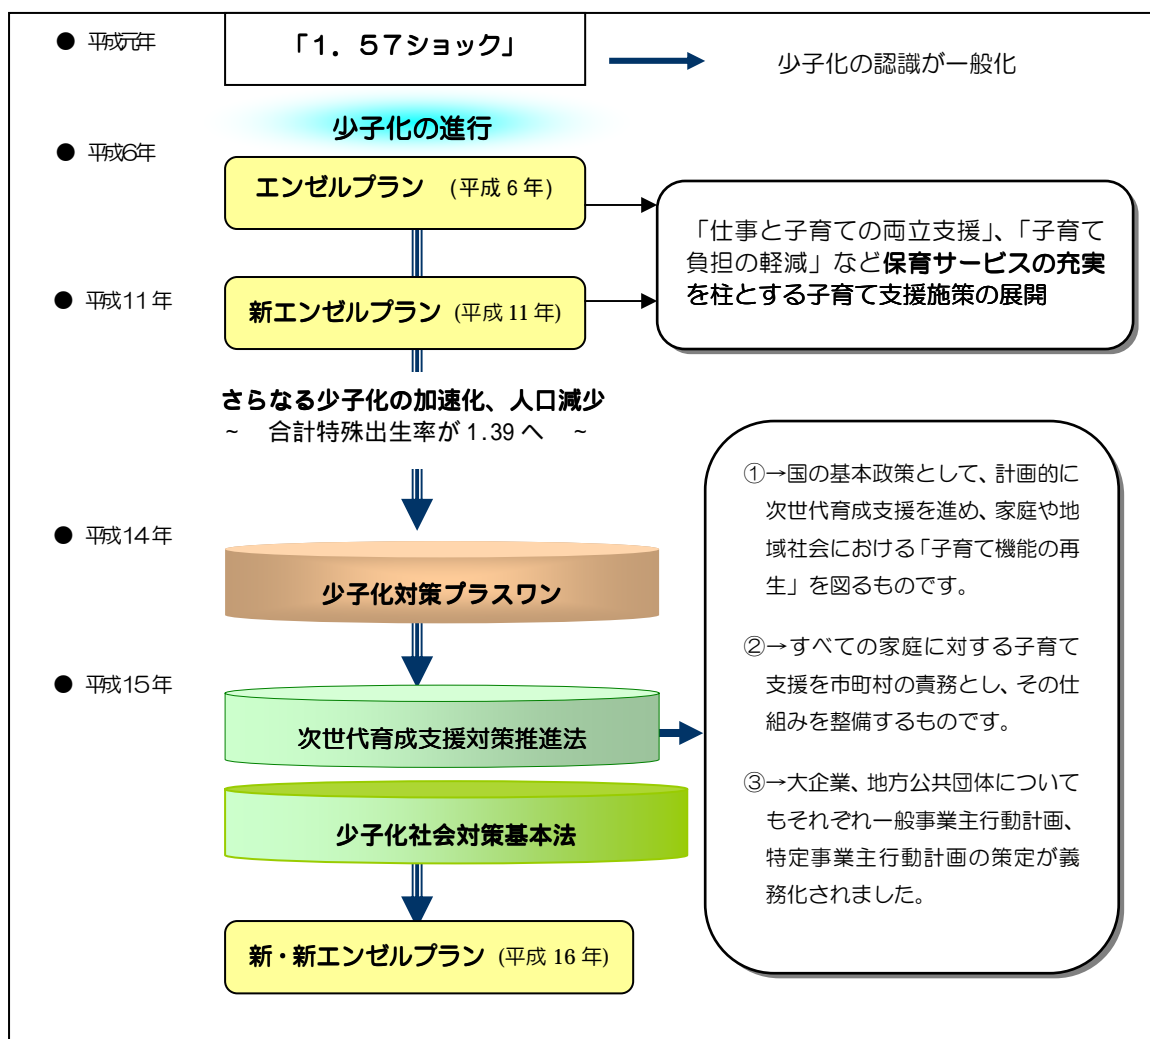 ● 平成元年
「1．57ショック」
少子化の認識が一般化
少子化の進行
● 平成6年
エンゼルプラン (平成 6 年)
「仕事と子育ての両立支援」、「子育て
負担の軽減」など保育サービスの充実
を柱とする子育て支援施策の展開
● 平成11年
新エンゼルプラン (平成 11 年)
さらなる少子化の加速化、人口減少
~ 合計特殊出生率が 1.39 へ ~
● 平成14年
少子化対策プラスワン
● 平成15年
次世代育成支援対策推進法
少子化社会対策基本法
新・新エンゼルプラン (平成 16 年)
①→国の基本政策として、計画的に
次世代育成支援を進め、家庭や地
域社会における「子育て機能の再
生」を図るものです。
②→すべての家庭に対する子育て
支援を市町村の責務とし、その仕
組みを整備するものです。
③→大企業、地方公共団体について
もそれぞれ一般事業主行動計画、
特定事業主行動計画の策定が義
務化されました。